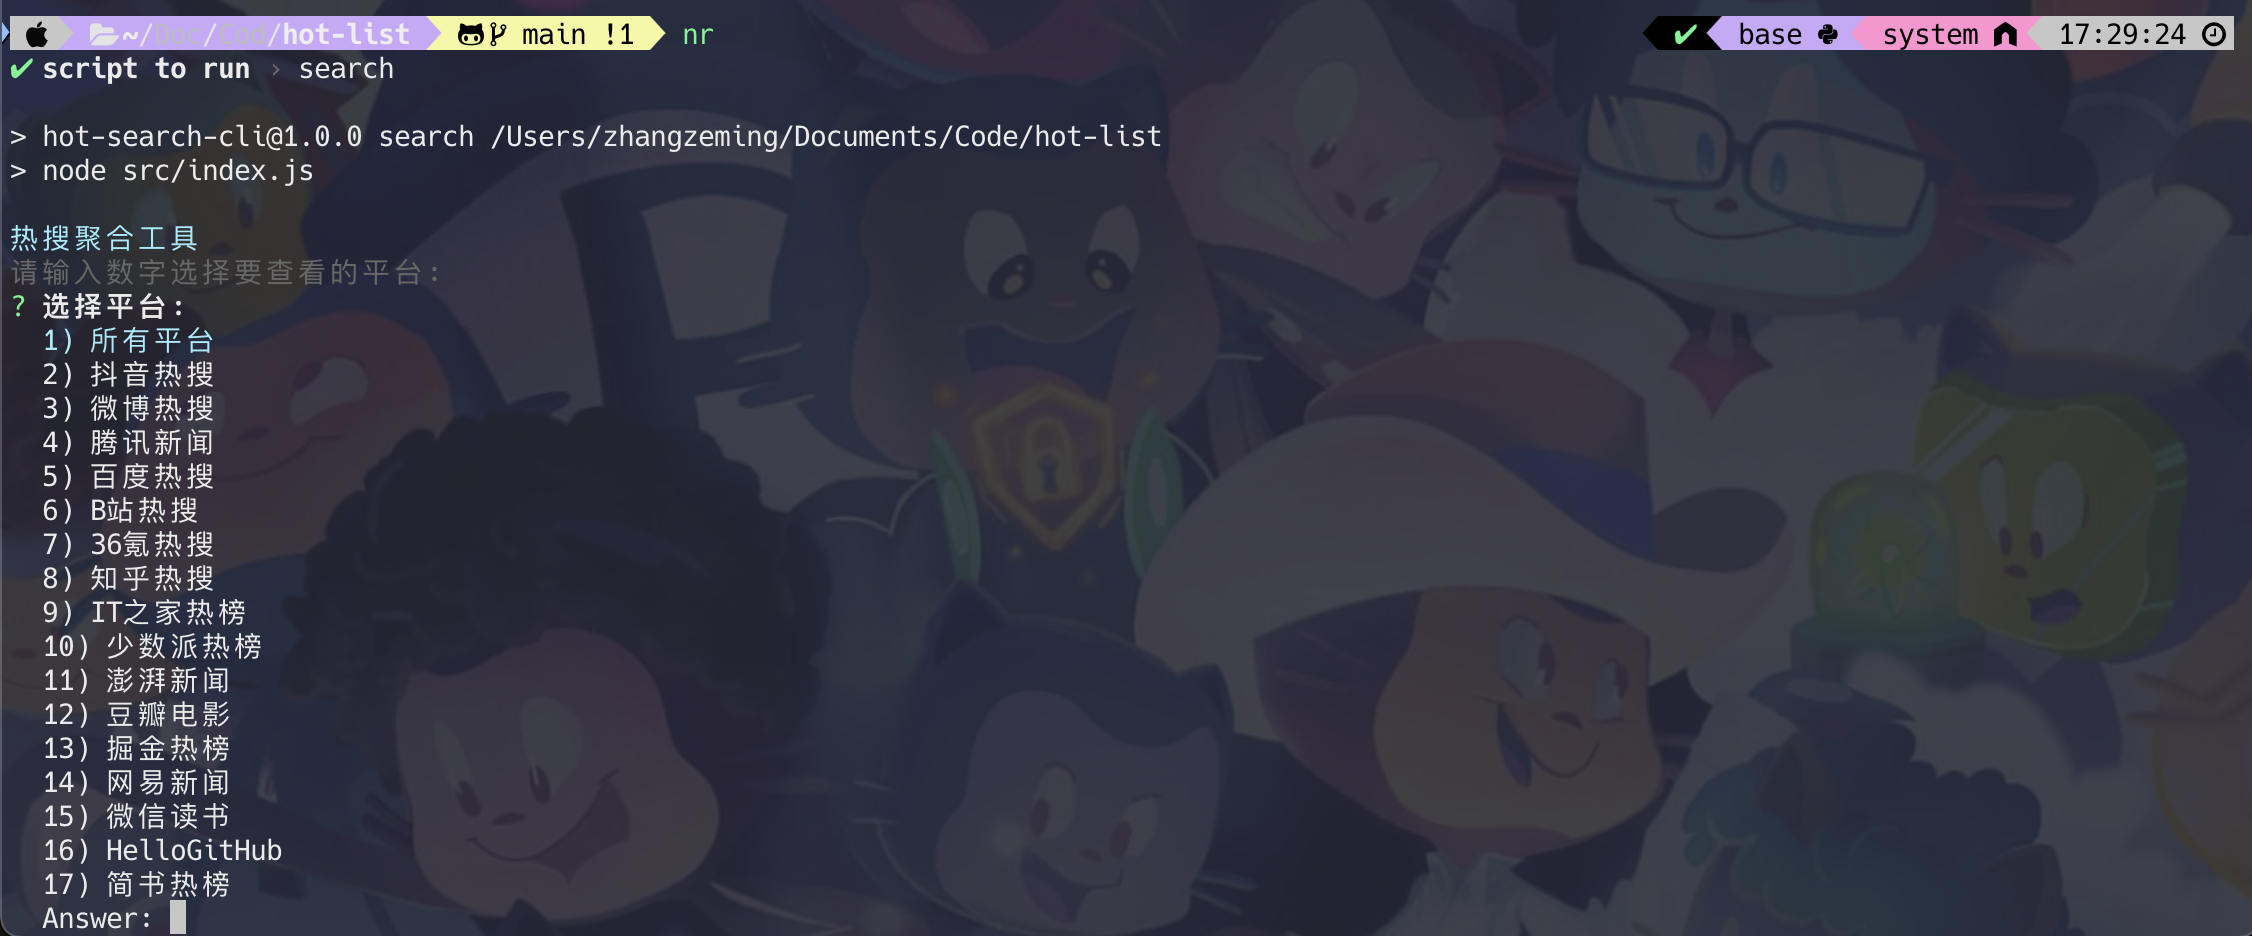 ~/Doc/Cod/hot-list main !1 nr base system 17:29:24
✔ script to run › search
> hot-search-cli@1.0.0 search /Users/zhangzeming/Documents/Code/hot-list
> node src/index.js
热搜聚合工具
请输入数字选择要查看的平台:
? 选择平台:
1) 所有平台
2) 抖音热搜
3) 微博热搜
4) 腾讯新闻
5) 百度热搜
6) B站热搜
7) 36氪热搜
8) 知乎热搜
9) IT之家热榜
10) 少数派热榜
11) 澎湃新闻
12) 豆瓣电影
13) 掘金热榜
14) 网易新闻
15) 微信读书
16) HelloGitHub
17) 简书热榜
Answer: